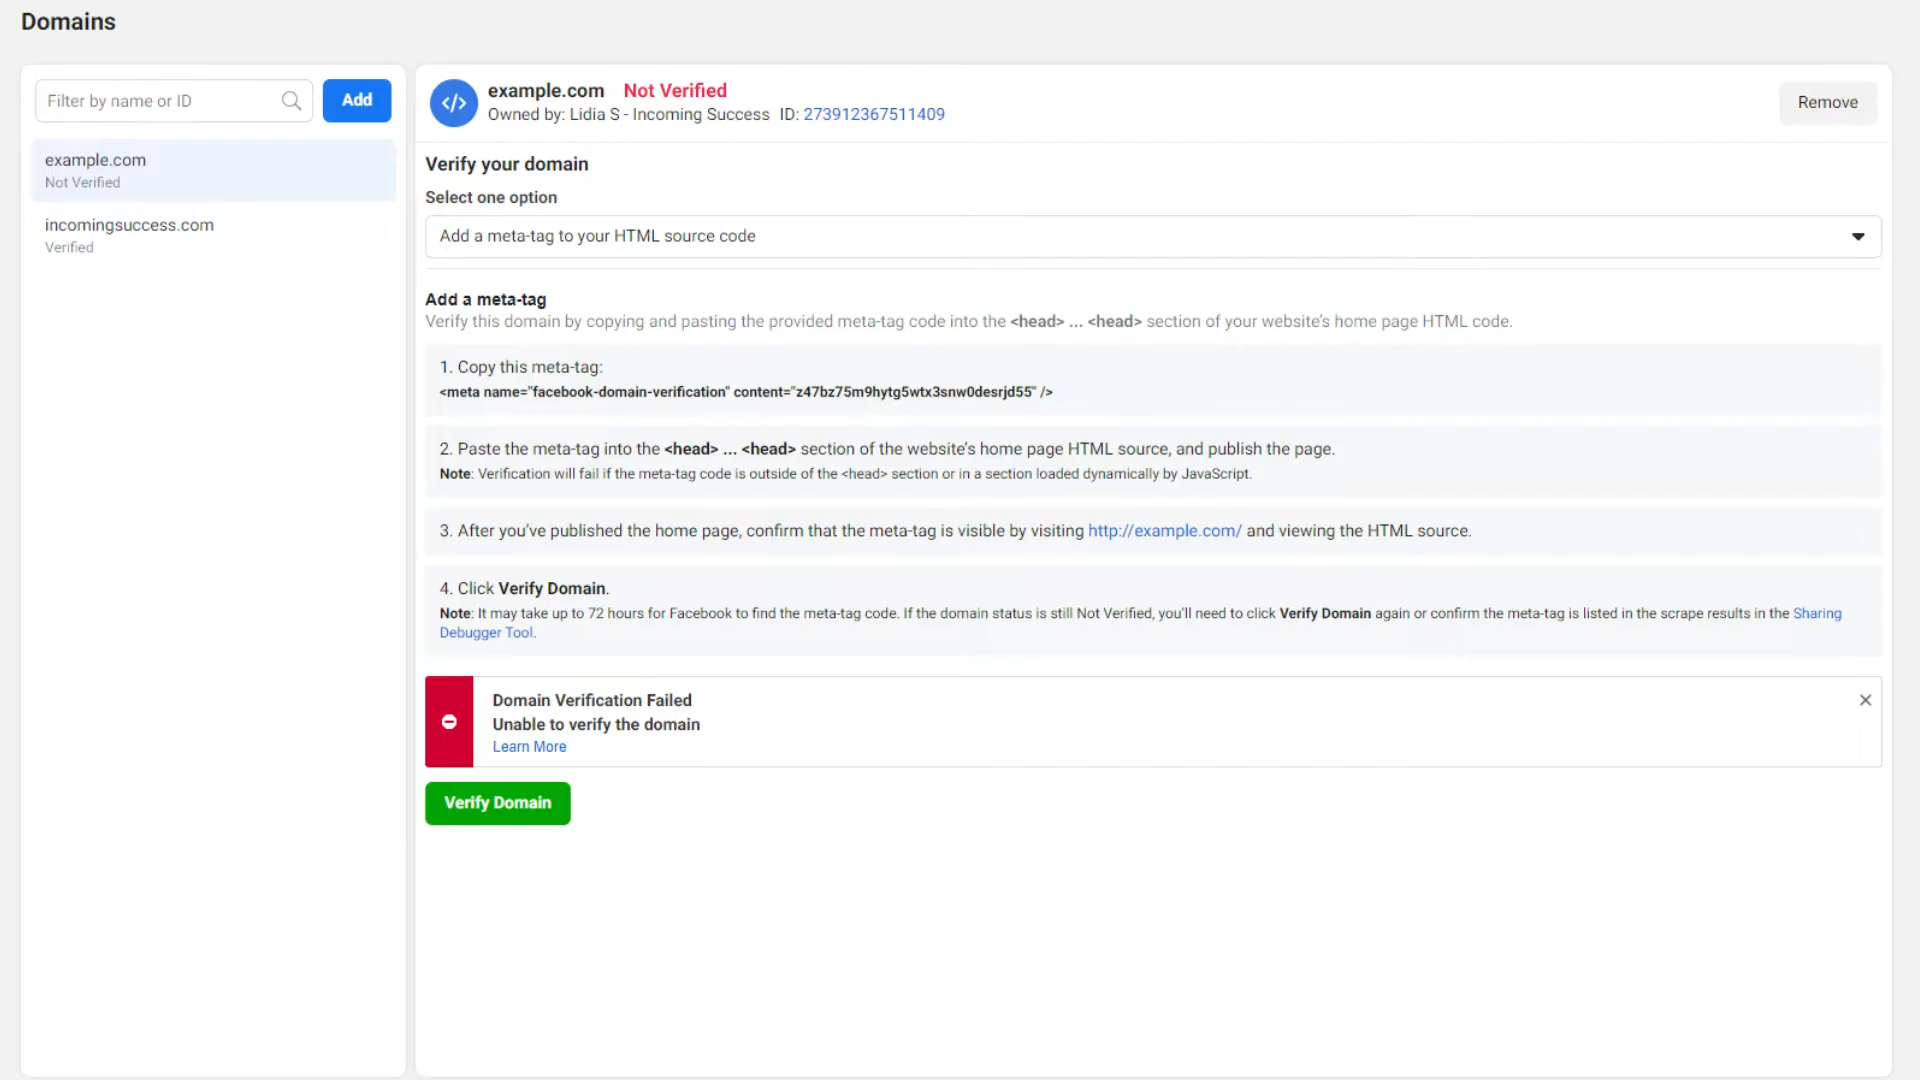 Domains
Filter by name or ID
Add
example.com
Not Verified
incomingsuccess.com
Verified
example.com Not Verified
Owned by: Lidia S - Incoming Success ID: 273912367511409
Remove
Verify your domain
Select one option
Add a meta-tag to your HTML source code
Add a meta-tag
Verify this domain by copying and pasting the provided meta-tag code into the <head> ... <head> section of your website's home page HTML code.
1. Copy this meta-tag:
<meta name="facebook-domain-verification" content="z47bz75m9hytg5wtx3snw0desrjd55" />
2. Paste the meta-tag into the <head> ... <head> section of the website's home page HTML source, and publish the page.
Note: Verification will fail if the meta-tag code is outside of the <head> section or in a section loaded dynamically by JavaScript.
3. After you've published the home page, confirm that the meta-tag is visible by visiting http://example.com/ and viewing the HTML source.
4. Click Verify Domain.
Note: It may take up to 72 hours for Facebook to find the meta-tag code. If the domain status is still Not Verified, you'll need to click Verify Domain again or confirm the meta-tag is listed in the scrape results in the Sharing
Debugger Tool.
Domain Verification Failed
Unable to verify the domain
Learn More
Verify Domain